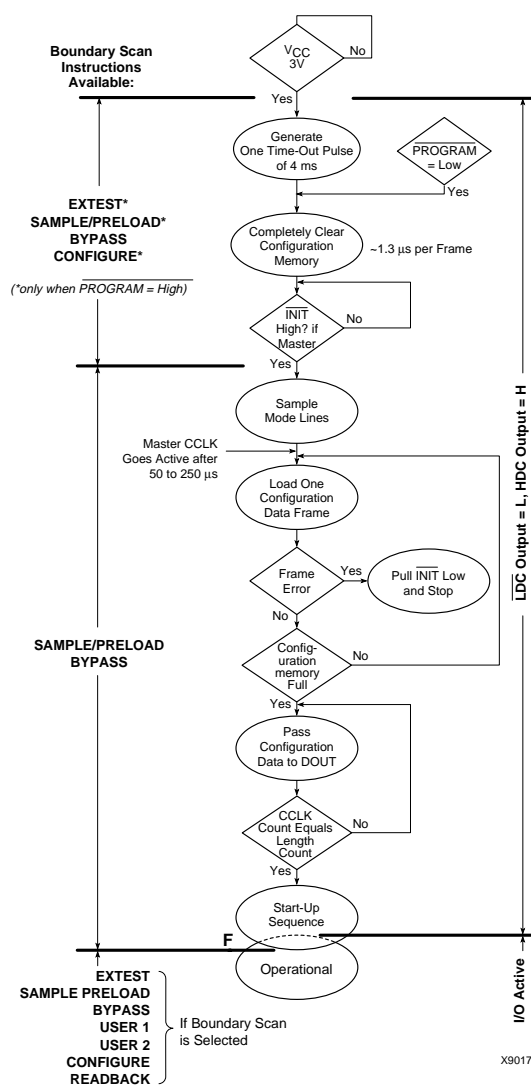 Boundary Scan
Instructions
Available:
VCC
3V
No
Yes
Generate
One Time-Out Pulse
of 4 ms
PROGRAM
= Low
Yes
EXTEST*
SAMPLE/PRELOAD*
BYPASS
CONFIGURE*
(*only when PROGRAM = High)
Completely Clear
Configuration
Memory
~1.3 μs per Frame
INIT
High? if
Master
No
Yes
Sample
Mode Lines
Master CCLK
Goes Active after
50 to 250 μs
Load One
Configuration
Data Frame
Frame
Error
Yes
Pull INIT Low
and Stop
No
SAMPLE/PRELOAD
BYPASS
Config-
uration
memory
Full
No
Yes
Pass
Configuration
Data to DOUT
CCLK
Count Equals
Length
Count
No
Yes
Start-Up
Sequence
F
Operational
LDC Output = L, HDC Output = H
I/O Active
EXTEST
SAMPLE PRELOAD
BYPASS
USER 1
USER 2
CONFIGURE
READBACK
If Boundary Scan
is Selected
X9017